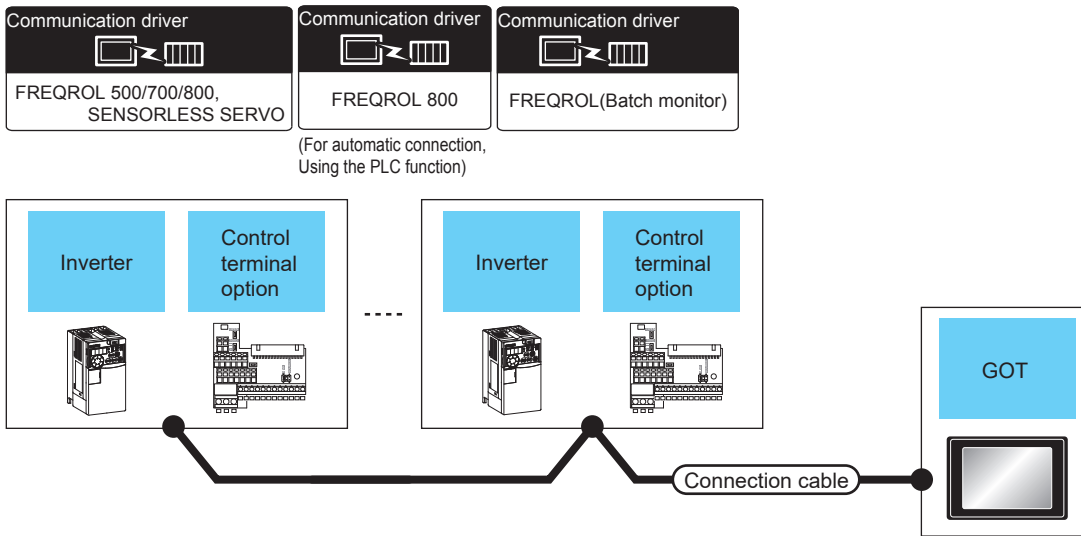 Communication driver
FREQROL 500/700/800,
SENSORLESS SERVO
Communication driver
FREQROL 800
(For automatic connection,
Using the PLC function)
Communication driver
FREQROL(Batch monitor)
Inverter
Control
terminal
option
Inverter
Control
terminal
option
GOT
Connection cable